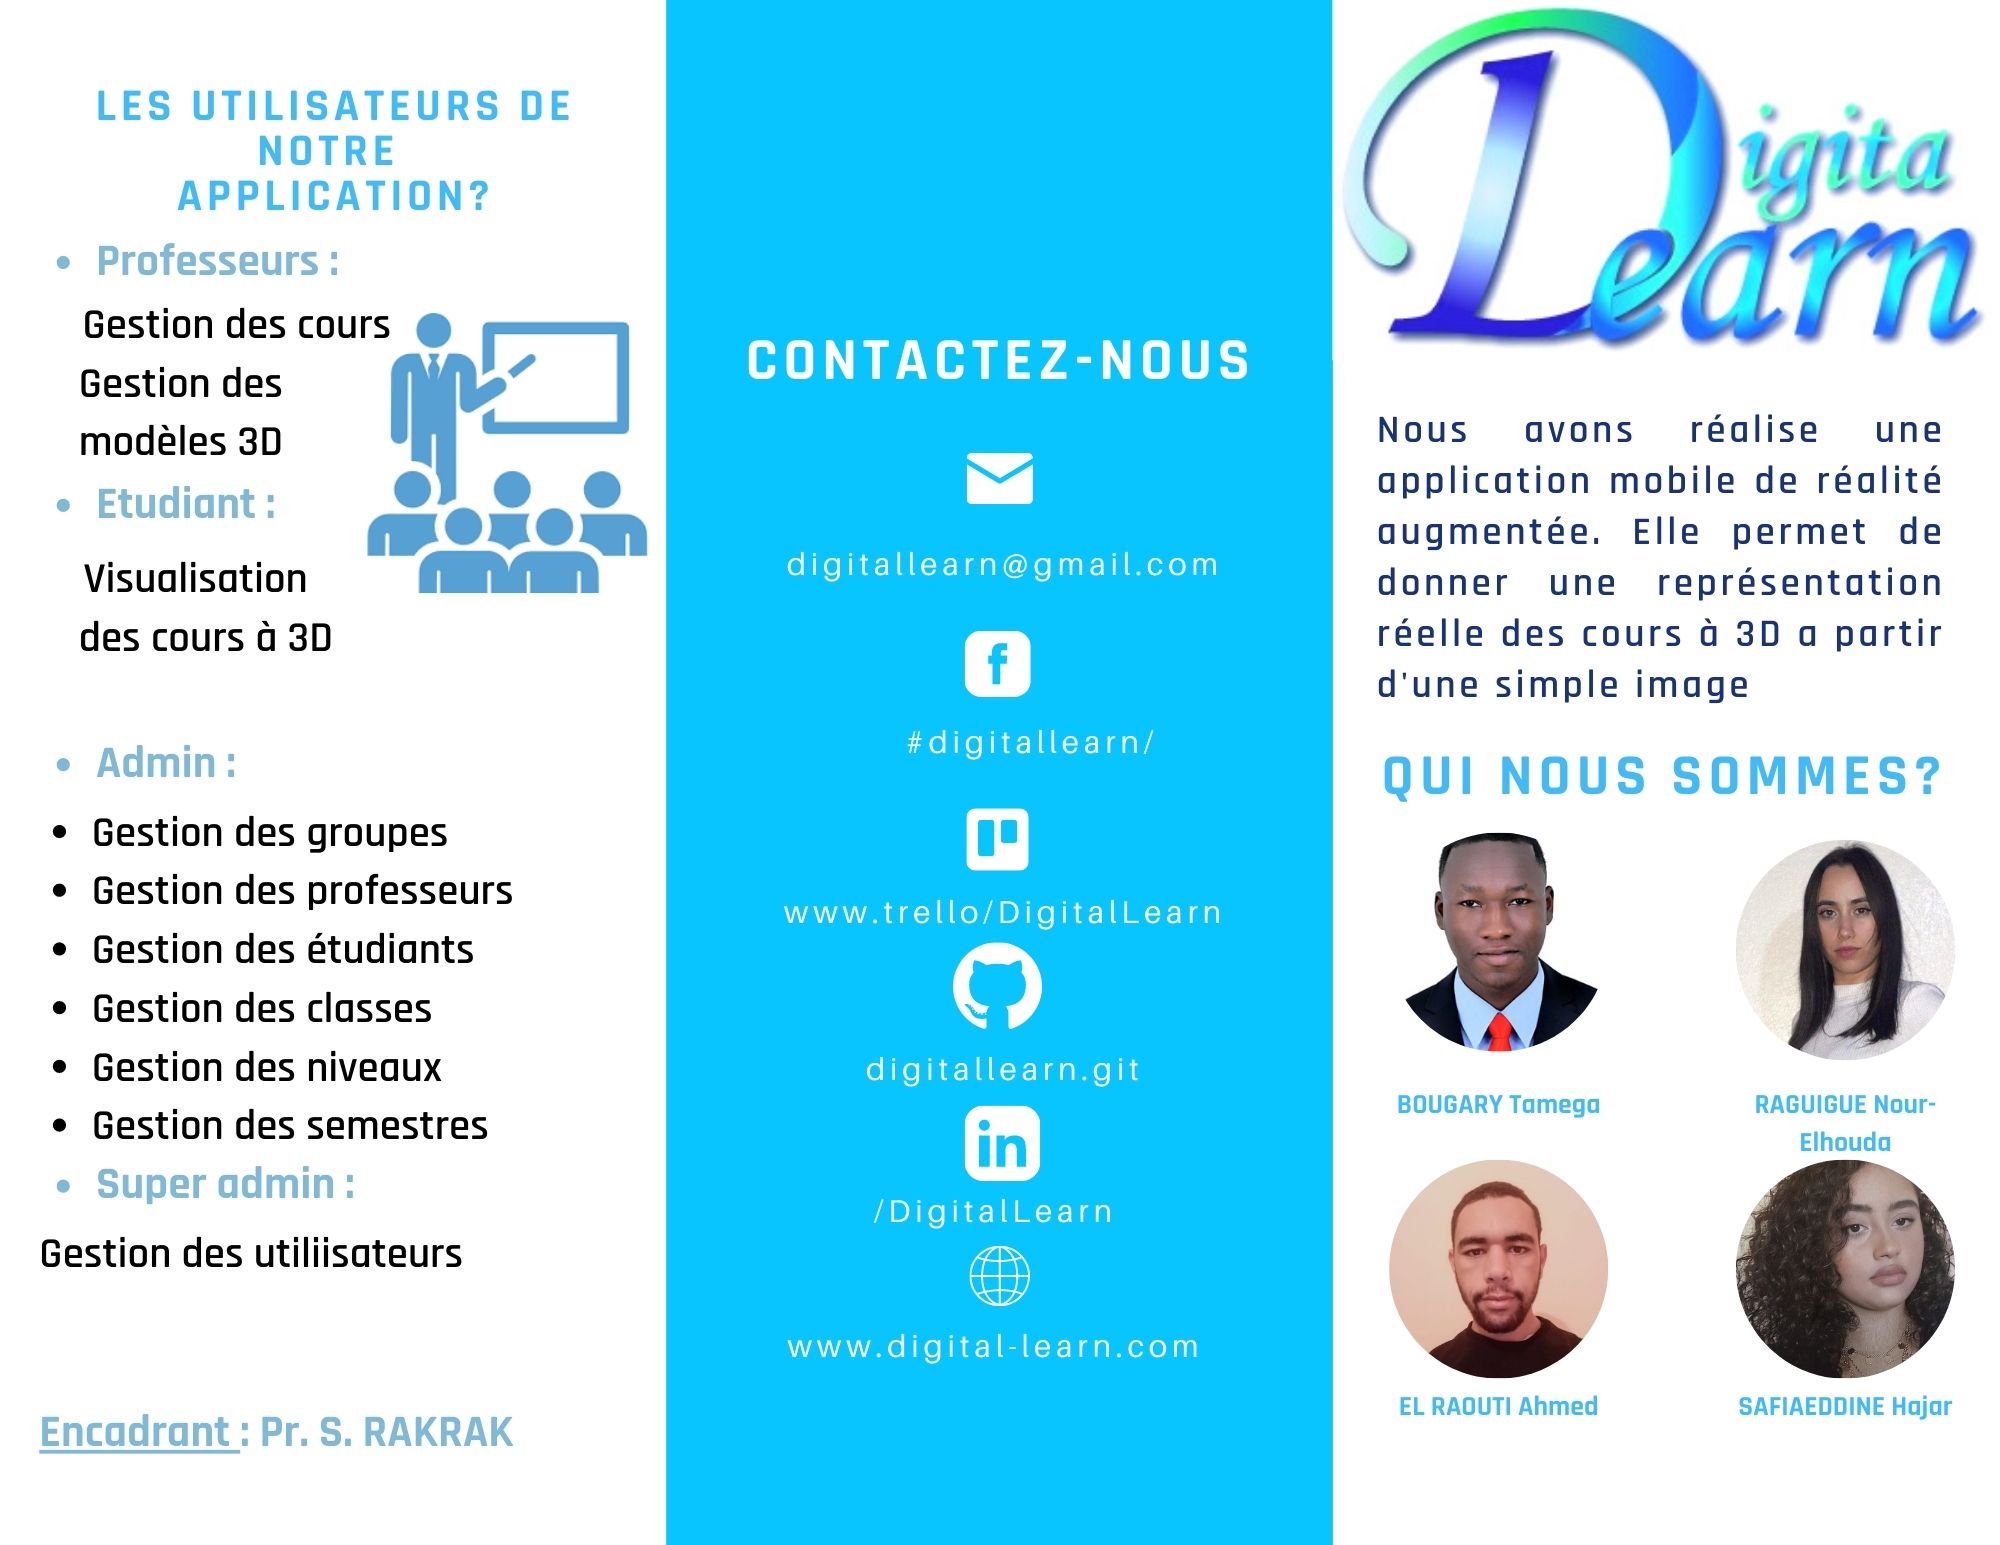 LES UTILISATEURS DE
NOTRE
APPLICATION?
• Professeurs :
Gestion des cours
Gestion des
modèles 3D
• Etudiant :
Visualisation
des cours à 3D
• Admin :
• Gestion des groupes
• Gestion des professeurs
• Gestion des étudiants
• Gestion des classes
• Gestion des niveaux
• Gestion des semestres
• Super admin :
Gestion des utiliisateurs
Encadrant : Pr. S. RAKRAK
CONTACTEZ-NOUS
digitallearn@gmail.com
f
#digitallearn/
www.trello/DigitalLearn
digitallearn.git
in
/DigitalLearn
www.digital-learn.com
Digita
Learn
Nous avons réalise une
application mobile de réalité
augmentée. Elle permet de
donner une représentation
réelle des cours à 3D a partir
d'une simple image
QUI NOUS SOMMES?
BOUGARY Tamega
RAGUIGUE Nour-
Elhouda
EL RAOUTI Ahmed
SAFIAEDDINE Hajar